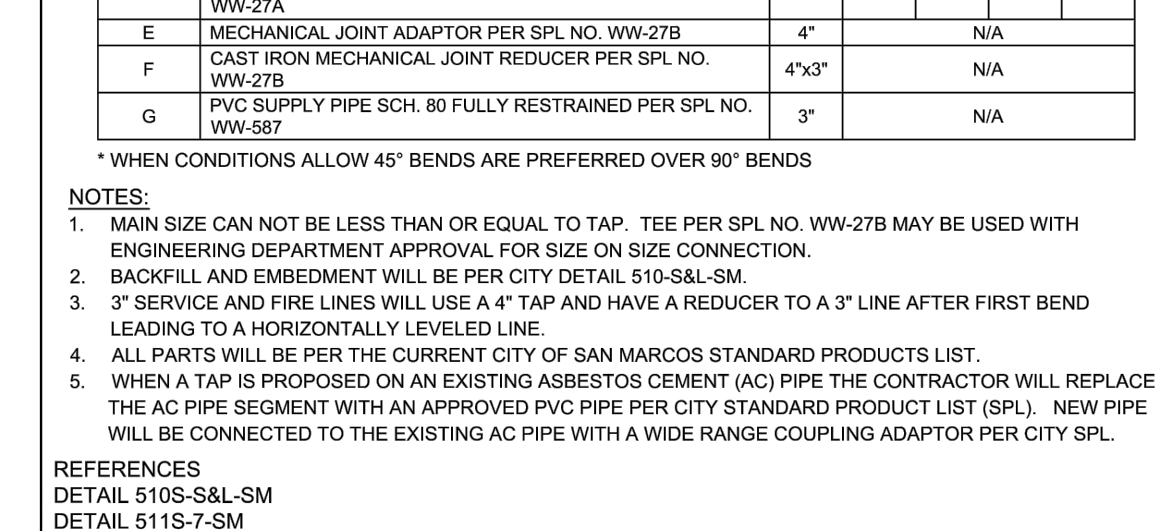 WW-27A
E MECHANICAL JOINT ADAPTOR PER SPL NO. WW-27B 4" N/A
F CAST IRON MECHANICAL JOINT REDUCER PER SPL NO. WW-27B 4"x3" N/A
G PVC SUPPLY PIPE SCH. 80 FULLY RESTRAINED PER SPL NO. WW-587 3" N/A
* WHEN CONDITIONS ALLOW 45° BENDS ARE PREFERRED OVER 90° BENDS
NOTES:
1. MAIN SIZE CAN NOT BE LESS THAN OR EQUAL TO TAP. TEE PER SPL NO. WW-27B MAY BE USED WITH
ENGINEERING DEPARTMENT APPROVAL FOR SIZE ON SIZE CONNECTION.
2. BACKFILL AND EMBEDMENT WILL BE PER CITY DETAIL 510-S&L-SM.
3. 3" SERVICE AND FIRE LINES WILL USE A 4" TAP AND HAVE A REDUCER TO A 3" LINE AFTER FIRST BEND
LEADING TO A HORIZONTALLY LEVELED LINE.
4. ALL PARTS WILL BE PER THE CURRENT CITY OF SAN MARCOS STANDARD PRODUCTS LIST.
5. WHEN A TAP IS PROPOSED ON AN EXISTING ASBESTOS CEMENT (AC) PIPE THE CONTRACTOR WILL REPLACE
THE AC PIPE SEGMENT WITH AN APPROVED PVC PIPE PER CITY STANDARD PRODUCT LIST (SPL). NEW PIPE
WILL BE CONNECTED TO THE EXISTING AC PIPE WITH A WIDE RANGE COUPLING ADAPTOR PER CITY SPL.
REFERENCES
DETAIL 510S-S&L-SM
DETAIL 511S-7-SM